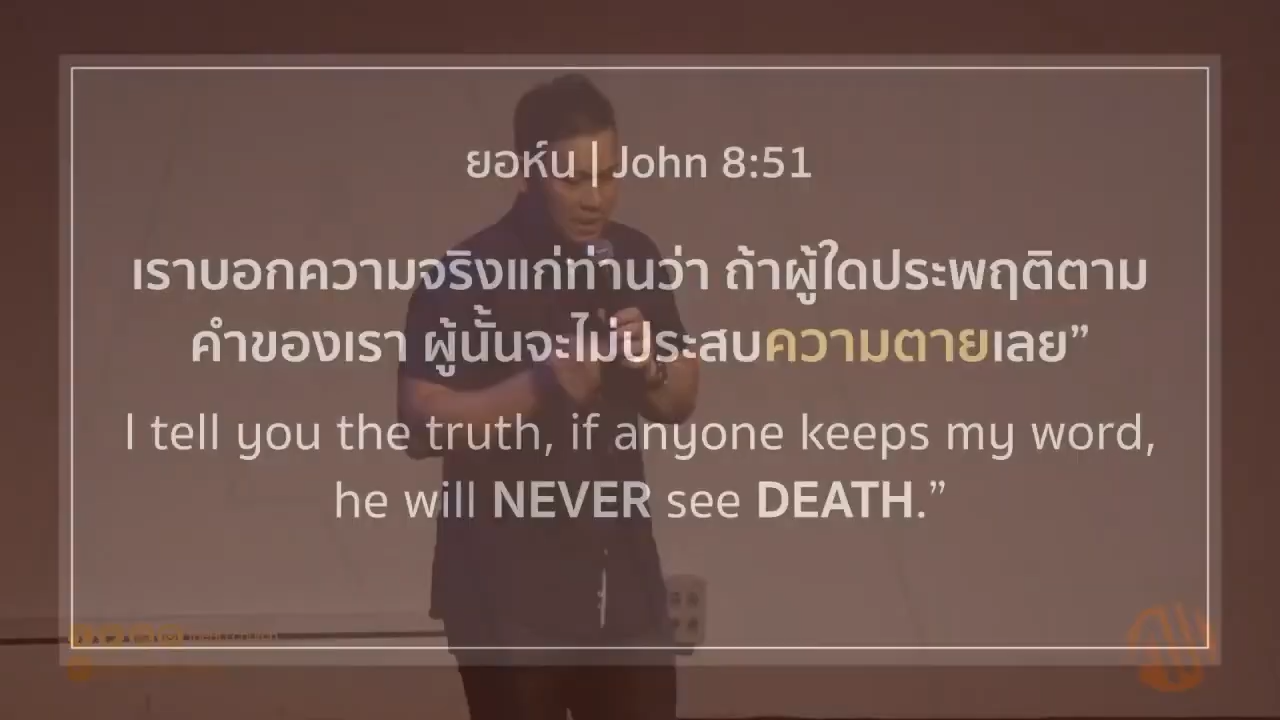 ยอห์น | John 8:51
เราบอกความจริงแก่ท่านว่า ถ้าผู้ใดประพฤติตาม
คำของเรา ผู้นั้นจะไม่ประสบความตายเลย”
I tell you the truth, if anyone keeps my word,
he will NEVER see DEATH.”